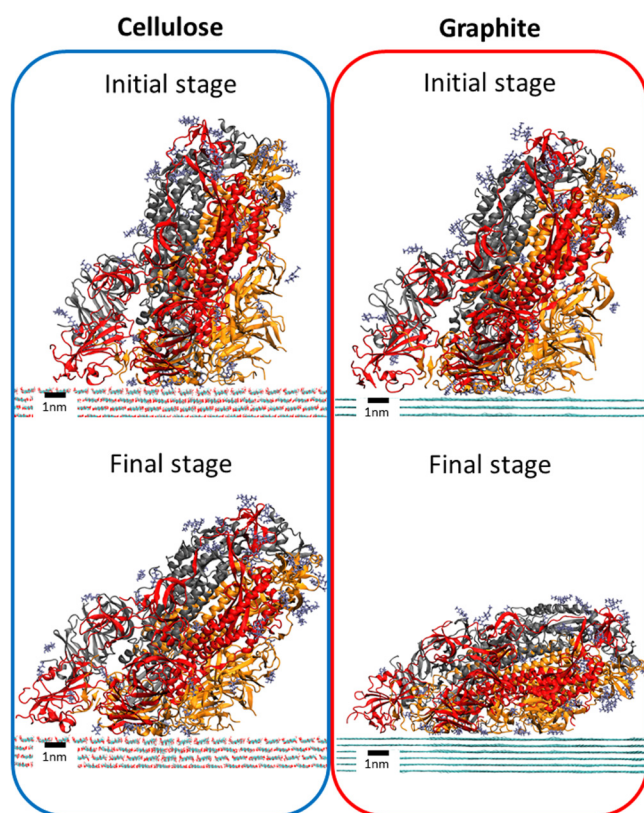 Cellulose
Initial stage
1nm
Final stage
1nm
Graphite
Initial stage
1nm
Final stage
1nm